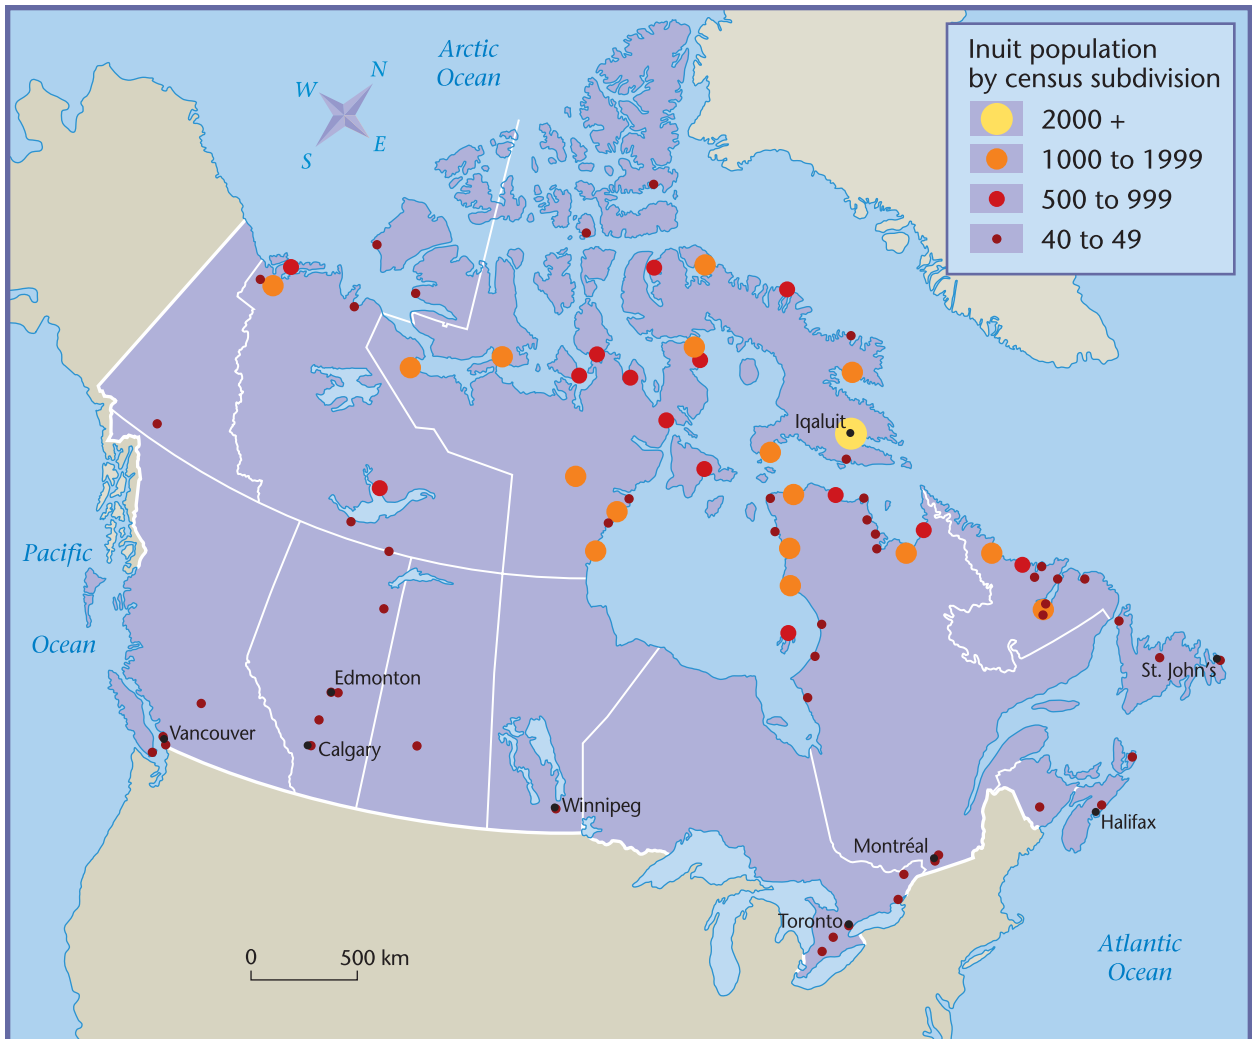 Arctic
Ocean
Inuit population
by census subdivision
2000 +
1000 to 1999
500 to 999
40 to 49
N
W
E
S
Iqaluit
Pacific
Ocean
Edmonton
St. John's
Vancouver
Calgary
Winnipeg
Halifax
Montréal
Toronto
0 500 km
Atlantic
Ocean